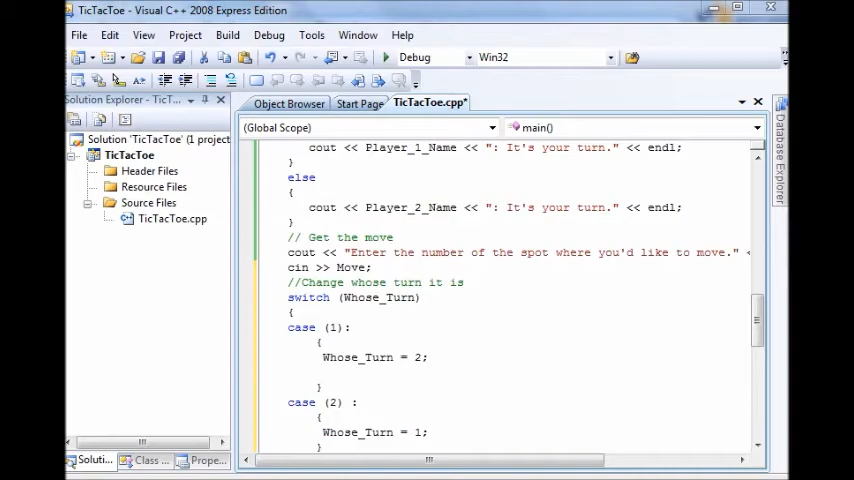 TicTacToe - Visual C++ 2008 Express Edition
File Edit View Project Build Debug Tools Window Help
Debug Win32
Solution Explorer - TicT...
Object Browser Start Page TicTacToe.cpp*
(Global Scope) main()
Solution 'TicTacToe' (1 project
TicTacToe
Header Files
Resource Files
Source Files
TicTacToe.cpp
cout << Player_1_Name << ": It's your turn." << endl;
}
else
{
cout << Player_2_Name << ": It's your turn." << endl;
}
// Get the move
cout << "Enter the number of the spot where you'd like to move." <
cin >> Move;
//Change whose turn it is
switch (Whose_Turn)
{
case (1):
{
Whose_Turn = 2;
}
case (2) :
{
Whose_Turn = 1;
}
Soluti... Class ... Prope...
Database Explorer